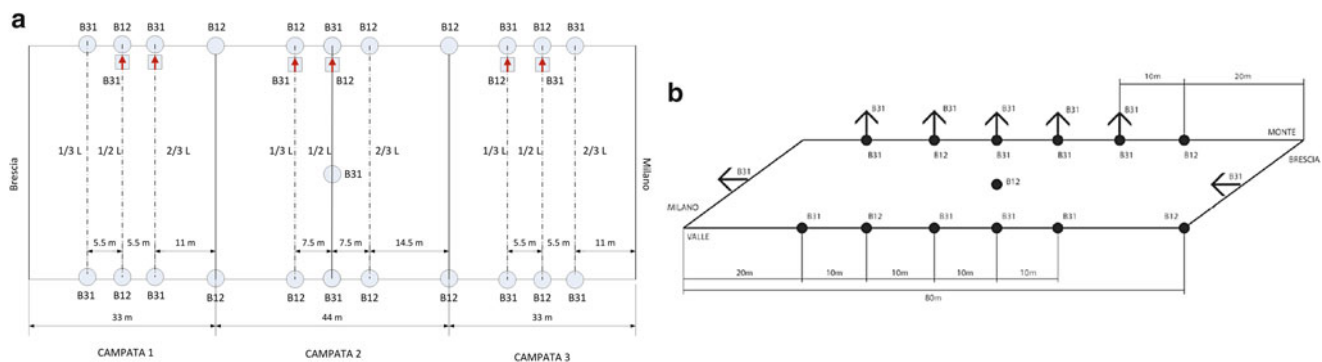 a
B31 B12 B31 B12 B12 B31 B12 B12 B31 B12 B31
B31 B31 B12 B12 B31
Brescia
1/3 L 1/2 L 2/3 L 1/3 L 1/2 L 2/3 L 1/3 L 1/2 L 2/3 L
B31
Milano
5.5 m 5.5 m 11 m 7.5 m 7.5 m 14.5 m 5.5 m 5.5 m 11 m
B31 B12 B31 B12 B12 B31 B12 B12 B31 B12 B31
33 m 44 m 33 m
CAMPATA 1 CAMPATA 2 CAMPATA 3
b
10m 20m
B31 B31 B31 B31 B31
MONTE
B31 B12 B31 B31 B31 B12
BRESCIA
B31 B12 B31
MILANO
B31 B12 B31 B31 B31 B12
VALLE
20m 10m 10m 10m 10m
80m